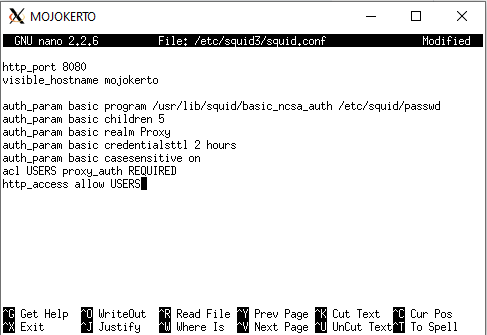 MOJOKERTO
GNU nano 2.2.6 File: /etc/squid3/squid.conf Modified
http_port 8080
visible_hostname mojokerto
auth_param basic program /usr/lib/squid/basic_ncsa_auth /etc/squid/passwd
auth_param basic children 5
auth_param basic realm Proxy
auth_param basic credentialsttl 2 hours
auth_param basic casesensitive on
acl USERS proxy_auth REQUIRED
http_access allow USERS
^G Get Help ^O WriteOut ^R Read File ^Y Prev Page ^K Cut Text ^C Cur Pos
^X Exit ^J Justify ^W Where Is ^V Next Page ^U UnCut Text ^T To Spell